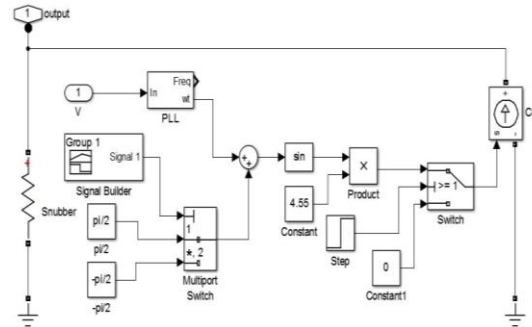 1
output
1
V
In
Freq
wt
PLL
Group 1
Signal 1
Signal Builder
+
+
sin
X
Product
4.55
Constant
>= 1
Switch
Step
0
Constant1
pi/2
pi/2
-pi/2
-pi/2
1
*, 2
Multiport
Switch
Snubber
+
+
s
-